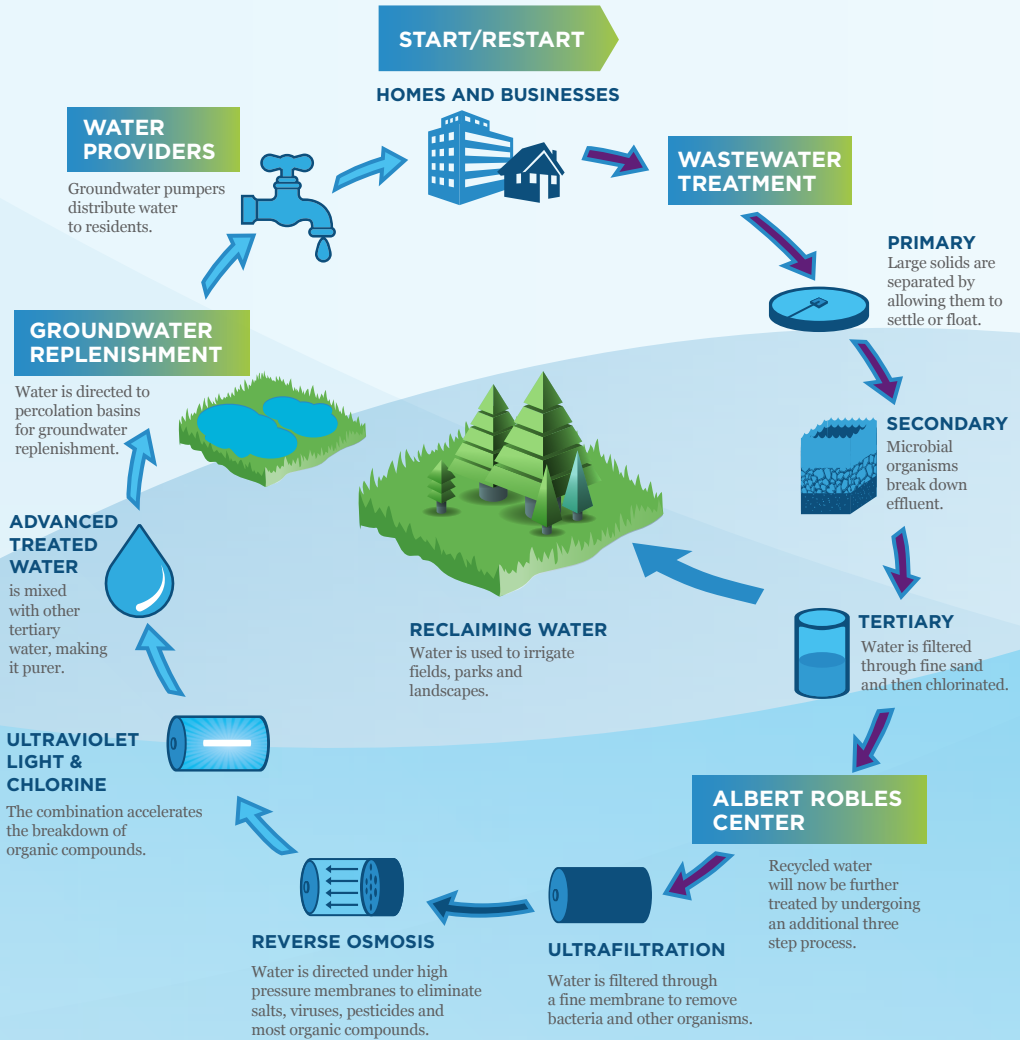 START/RESTART
HOMES AND BUSINESSES
WASTEWATER
TREATMENT
PRIMARY
Large solids are
separated by
allowing them to
settle or float.
SECONDARY
Microbial
organisms
break down
effluent.
TERTIARY
Water is filtered
through fine sand
and then chlorinated.
RECLAIMING WATER
Water is used to irrigate
fields, parks and
landscapes.
ALBERT ROBLES
CENTER
Recycled water
will now be further
treated by undergoing
an additional three
step process.
ULTRAFILTRATION
Water is filtered through
a fine membrane to remove
bacteria and other organisms.
REVERSE OSMOSIS
Water is directed under high
pressure membranes to eliminate
salts, viruses, pesticides and
most organic compounds.
ULTRAVIOLET
LIGHT &
CHLORINE
The combination accelerates
the breakdown of
organic compounds.
ADVANCED
TREATED
WATER
is mixed
with other
tertiary
water, making
it purer.
GROUNDWATER
REPLENISHMENT
Water is directed to
percolation basins
for groundwater
replenishment.
WATER
PROVIDERS
Groundwater pumpers
distribute water
to residents.